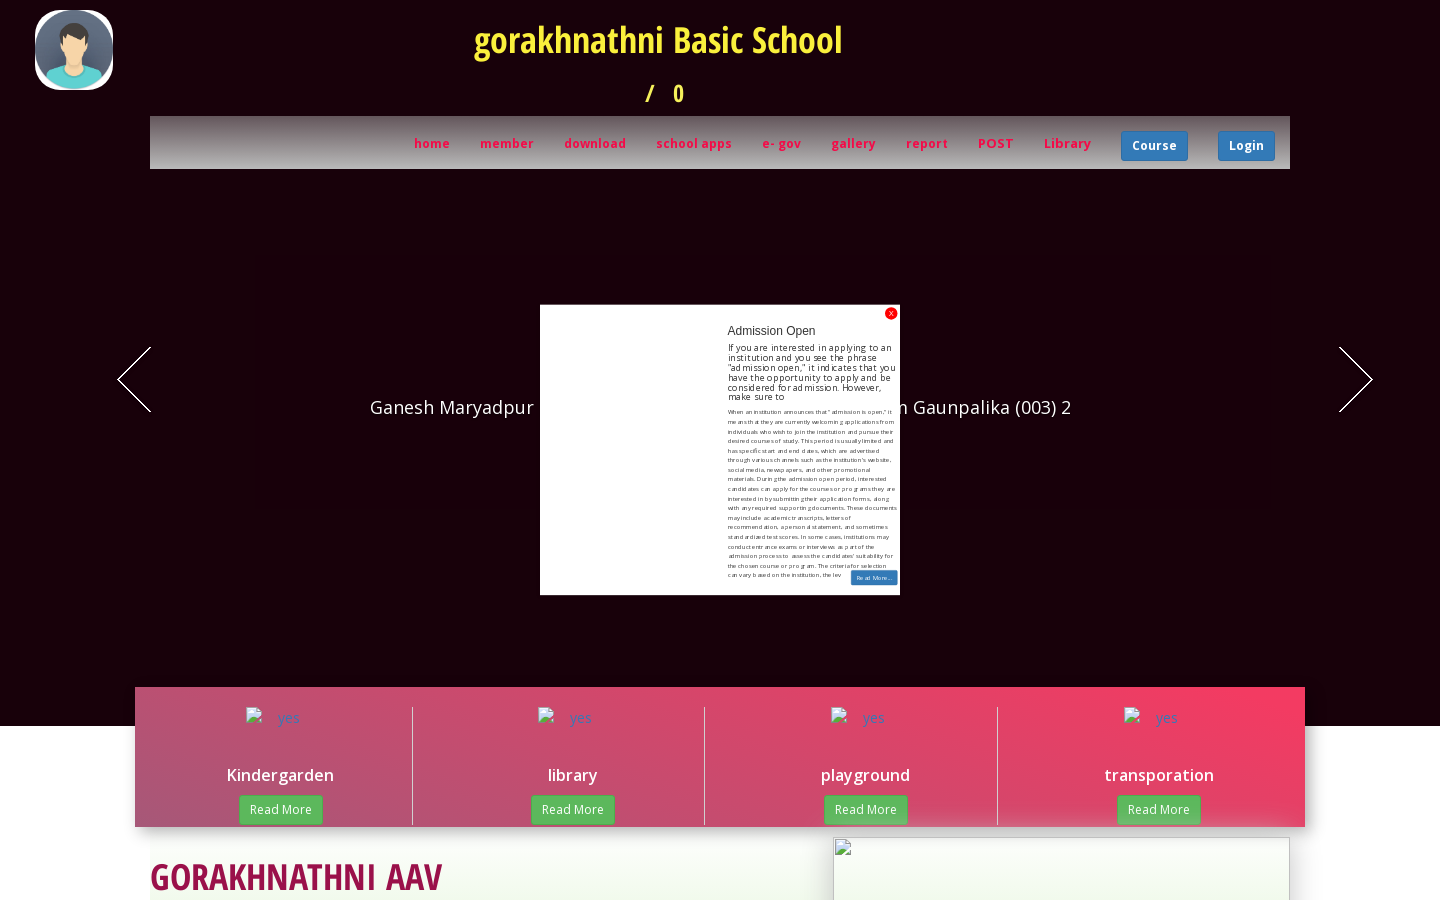 gorakhnathni Basic School
/ 0
home member download school apps e- gov gallery report POST Library Course Login
X
Admission Open
If you are interested in applying to an
institution and you see the phrase
"admission open," it indicates that you
have the opportunity to apply and be
considered for admission. However,
make sure to
When an institution announces that "admission is open," it
means that they are currently welcoming applications from
individuals who wish to join the institution and pursue their
desired courses of study. This period is usually limited and
has specific start and end dates, which are advertised
through various channels such as the institution's website,
social media, newspapers, and other promotional
materials. During the admission open period, interested
candidates can apply for the courses or programs they are
interested in by submitting their application forms, along
with any required supporting documents. These documents
may include academic transcripts, letters of
recommendation, a personal statement, and sometimes
standardized test scores. In some cases, institutions may
conduct entrance exams or interviews as part of the
admission process to assess the candidates' suitability for
the chosen course or program. The criteria for selection
can vary based on the institution, the lev
Read More...
Ganesh Maryadpur
Gaunpalika (003) 2
yes yes yes yes
Kindergarden library playground transporation
Read More Read More Read More Read More
GORAKHNATHNI AAV